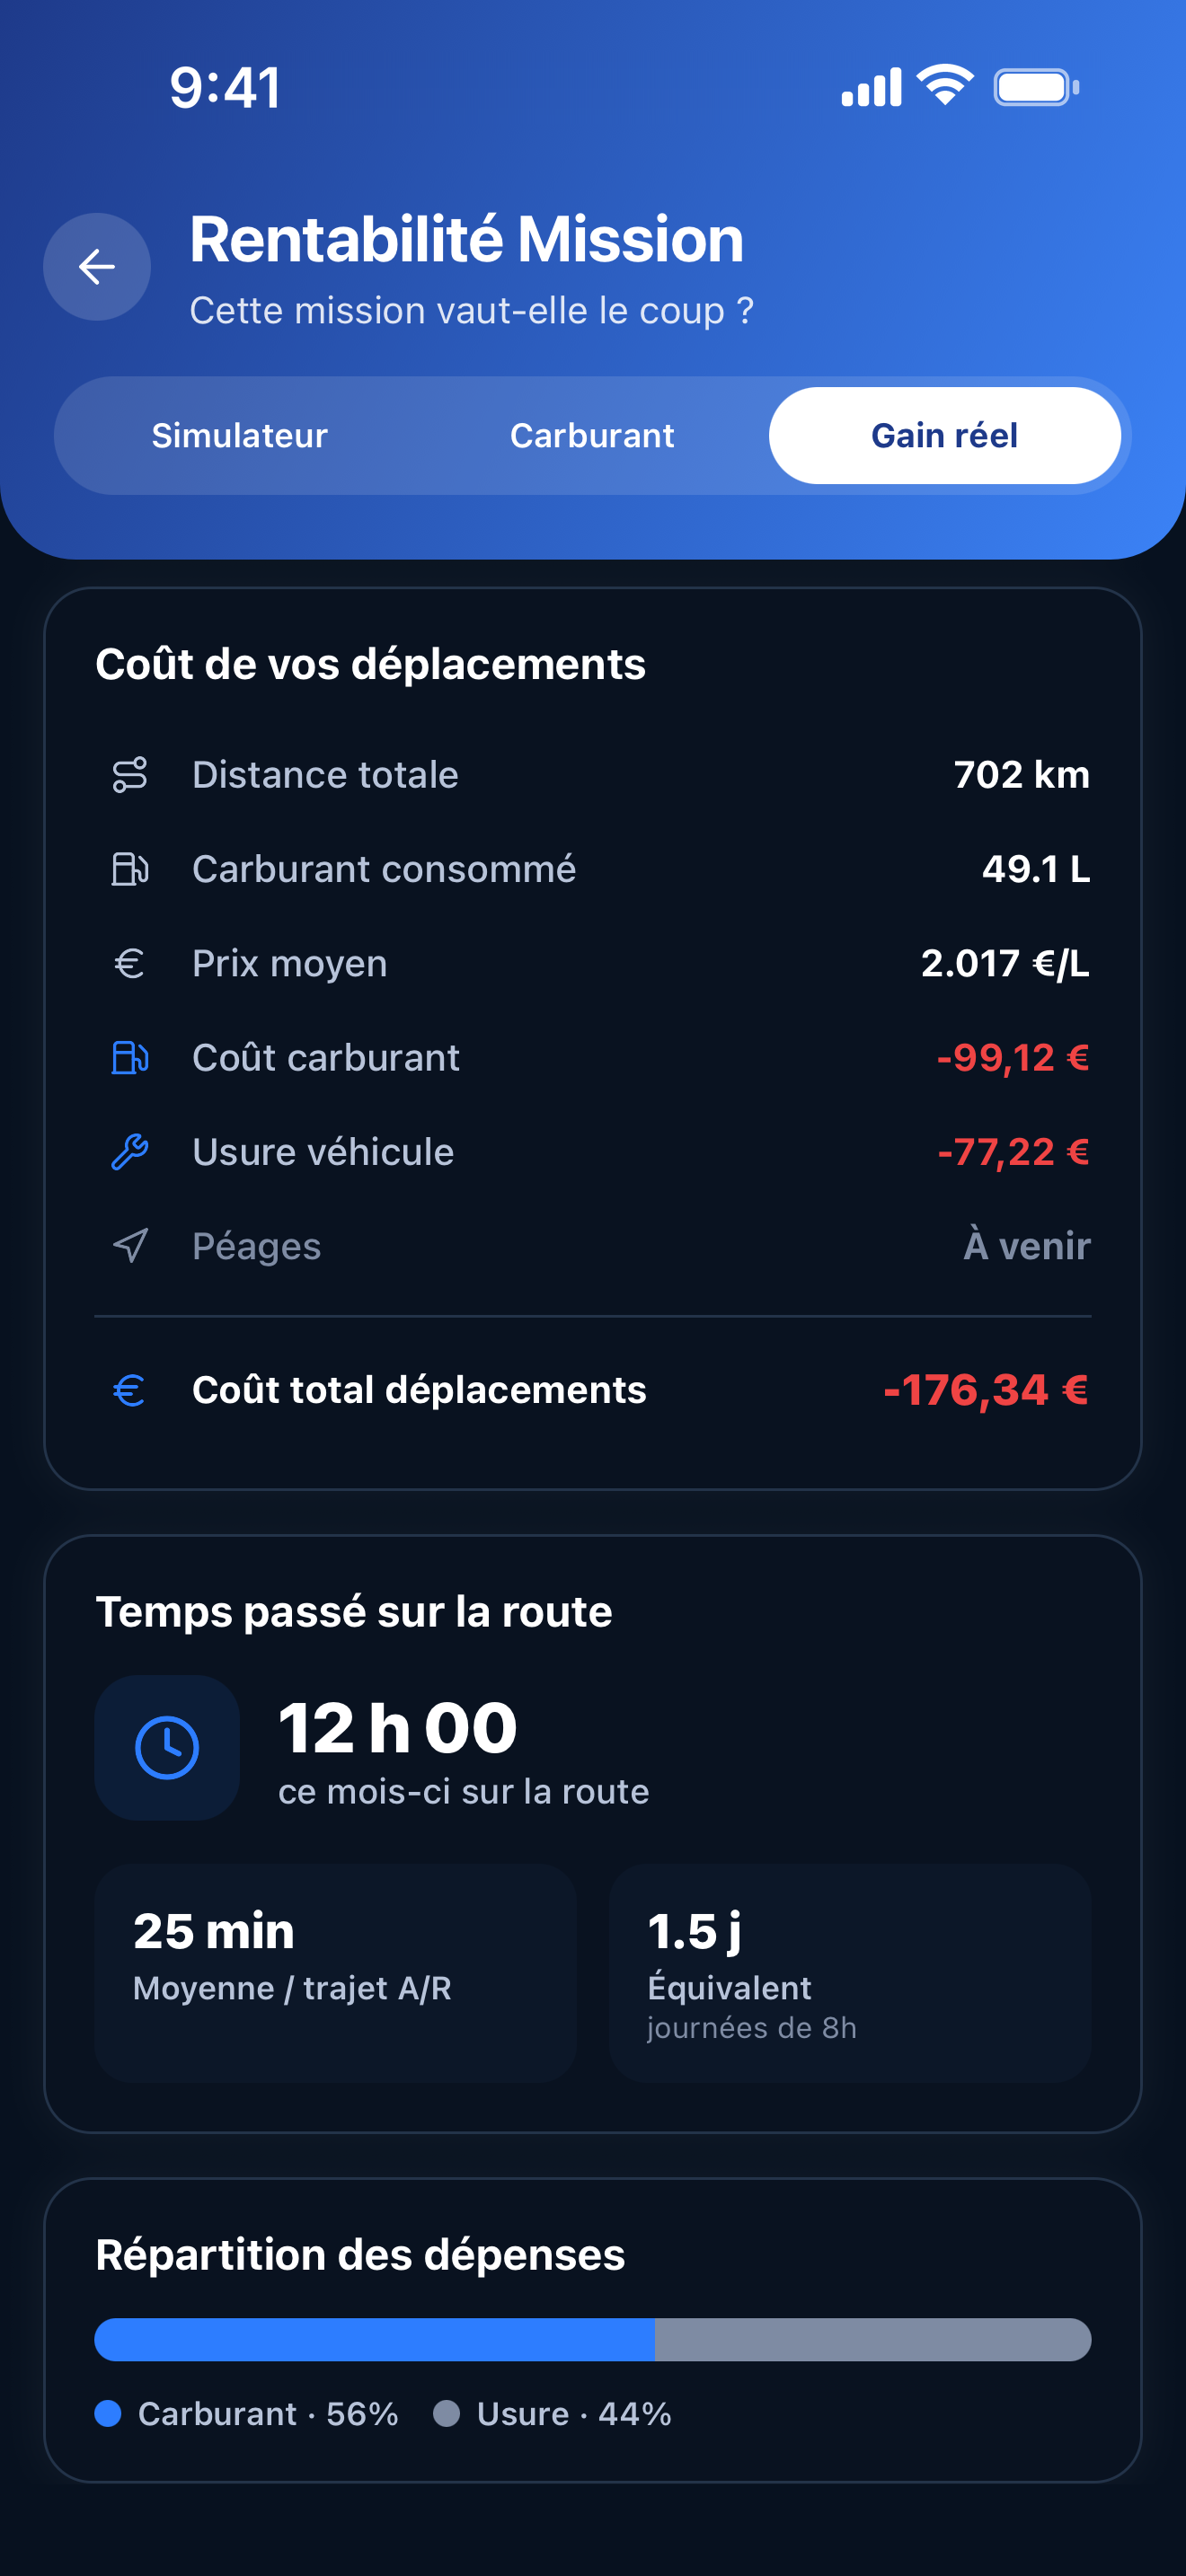 9:41
Rentabilité Mission
Cette mission vaut-elle le coup ?
Simulateur
Carburant
Gain réel
Coût de vos déplacements
Distance totale 702 km
Carburant consommé 49.1 L
€ Prix moyen 2.017 €/L
Coût carburant -99,12 €
Usure véhicule -77,22 €
Péages À venir
€ Coût total déplacements -176,34 €
Temps passé sur la route
12 h 00
ce mois-ci sur la route
25 min
Moyenne / trajet A/R
1.5 j
Équivalent
journées de 8h
Répartition des dépenses
Carburant · 56% Usure · 44%